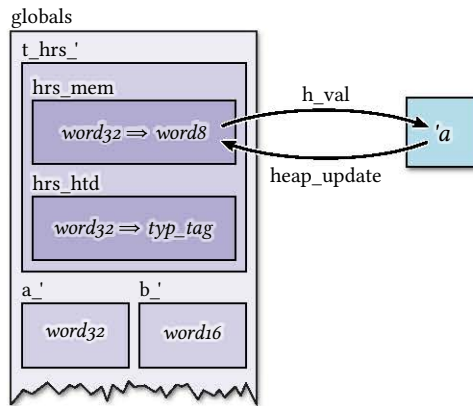 globals
t_hrs_'
hrs_mem
word32 ⇒ word8
h_val
'a
heap_update
hrs_htd
word32 ⇒ typ_tag
a_'
b_'
word32
word16